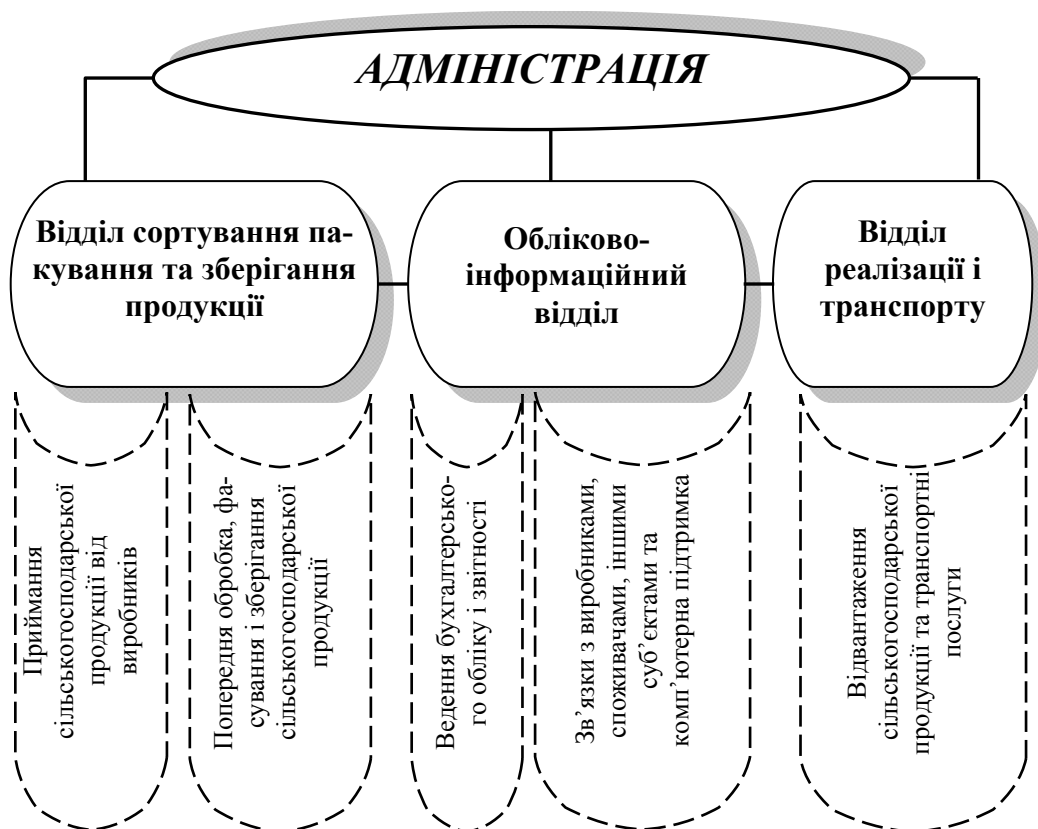 АДМІНІСТРАЦІЯ
Відділ сортування па-
кування та зберігання
продукції
Обліково-
інформаційний
відділ
Відділ
реалізації і
транспорту
Приймання
сільськогосподарської
продукції від
виробників
Попередня обробка, фа-
сування і зберігання
сільськогосподарської
продукції
Ведення бухгалтерсько-
го обліку і звітності
Зв’язки з виробниками,
споживачами, іншими
суб’єктами та
комп’ютерна підтримка
Відвантаження
сільськогосподарської
продукції та транспортні
послуги